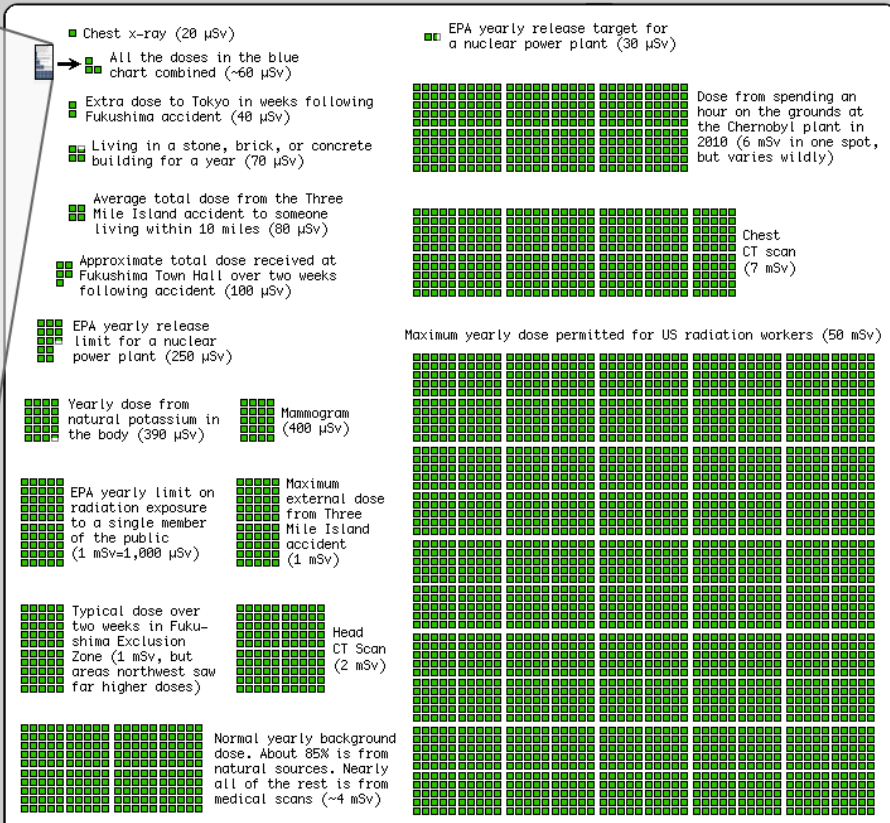 Chest x-ray (20 µSv)
All the doses in the blue
chart combined (~60 µSv)
Extra dose to Tokyo in weeks following
Fukushima accident (40 µSv)
Living in a stone, brick, or concrete
building for a year (70 µSv)
Average total dose from the Three
Mile Island accident to someone
living within 10 miles (80 µSv)
Approximate total dose received at
Fukushima Town Hall over two weeks
following accident (100 µSv)
EPA yearly release
limit for a nuclear
power plant (250 µSv)
Yearly dose from
natural potassium in
the body (390 µSv)
Mammogram
(400 µSv)
EPA yearly limit on
radiation exposure
to a single member
of the public
(1 mSv=1,000 µSv)
Maximum
external dose
from Three
Mile Island
accident
(1 mSv)
Typical dose over
two weeks in Fuku-
shima Exclusion
Zone (1 mSv, but
areas northwest saw
far higher doses)
Head
CT Scan
(2 mSv)
Normal yearly background
dose. About 85% is from
natural sources. Nearly
all of the rest is from
medical scans (~4 mSv)
EPA yearly release target for
a nuclear power plant (30 µSv)
Dose from spending an
hour on the grounds at
the Chernobyl plant in
2010 (6 mSv in one spot,
but varies wildly)
Chest
CT scan
(7 mSv)
Maximum yearly dose permitted for US radiation workers (50 mSv)